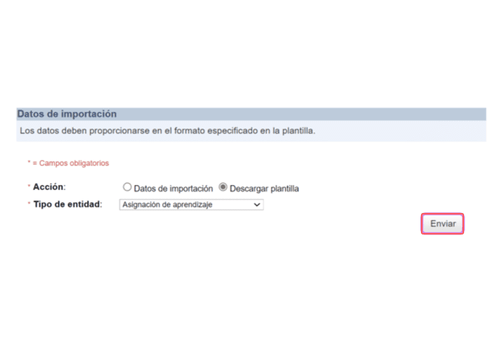 Datos de importación
Los datos deben proporcionarse en el formato especificado en la plantilla.
* = Campos obligatorios
* Acción: Datos de importación Descargar plantilla
* Tipo de entidad: Asignación de aprendizaje
Enviar